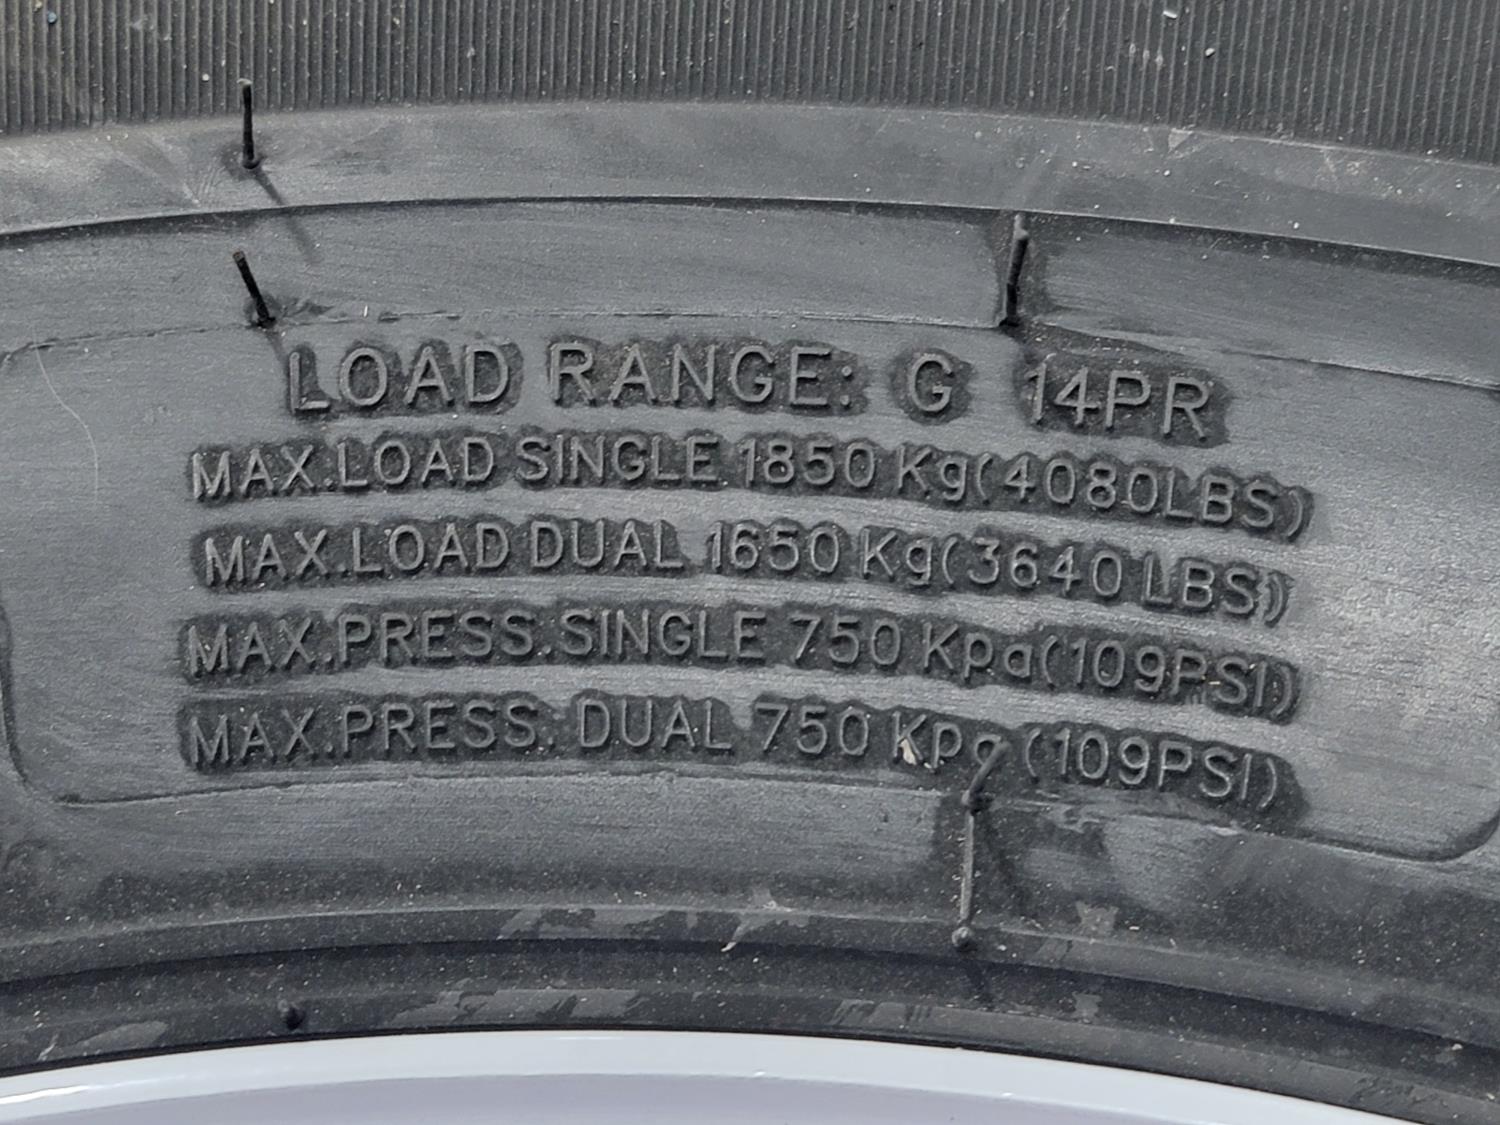 LOAD RANGE: G 14PR
MAX.LOAD SINGLE 1850 Kg(4080LBS)
MAX.LOAD DUAL 1650 Kg(3640 LBS)
MAX.PRESS.SINGLE 750 Kpa(109PSI)
MAX.PRESS. DUAL 750 Kpa (109PSI)